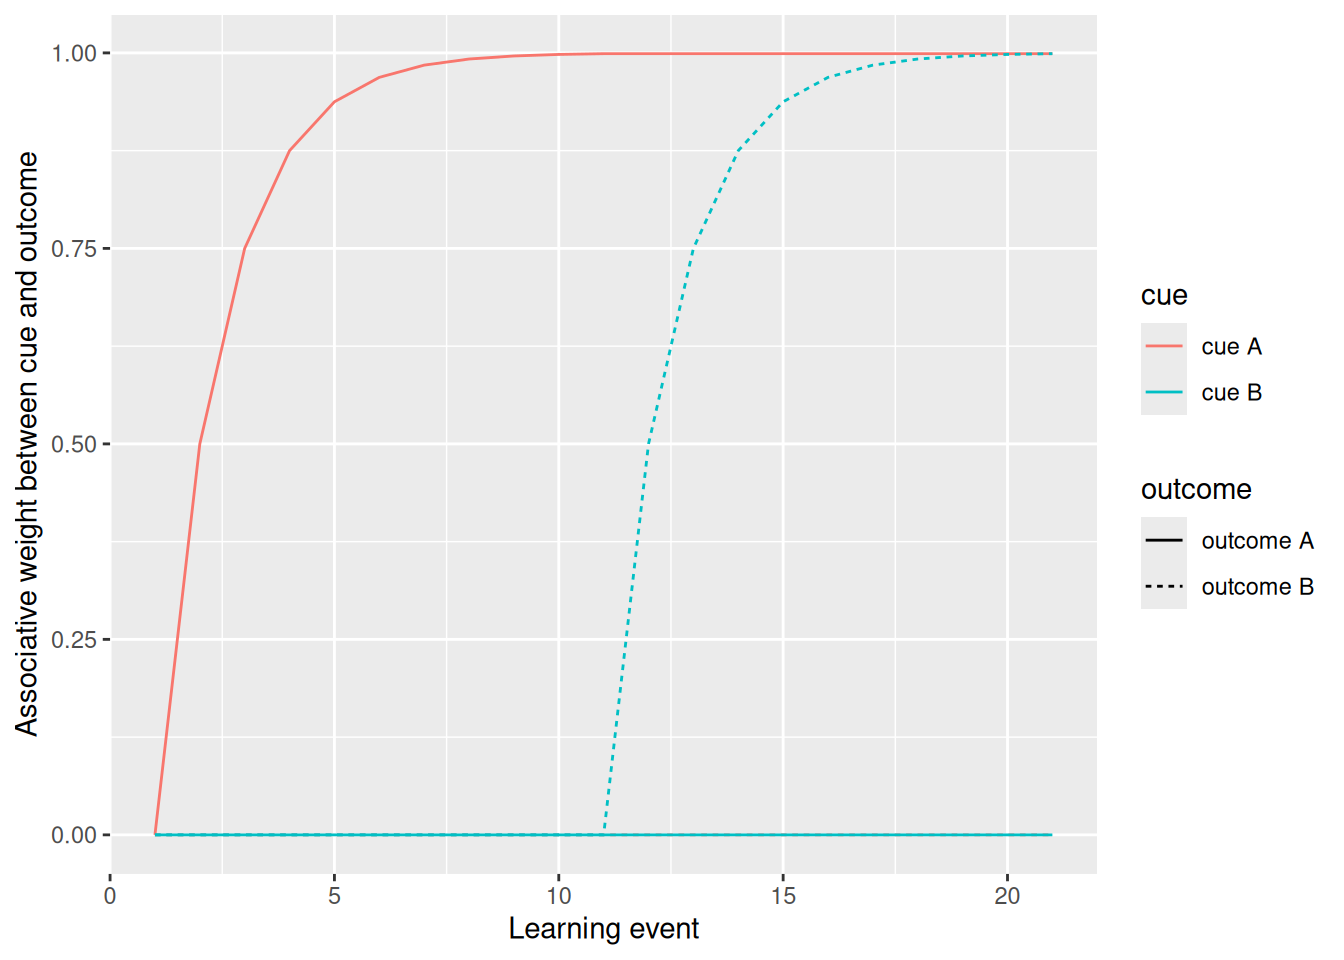 Associative weight between cue and outcome
1.00
0.75
0.50
0.25
0.00
0 5 10 15 20
Learning event
cue
cue A
cue B
outcome
outcome A
outcome B